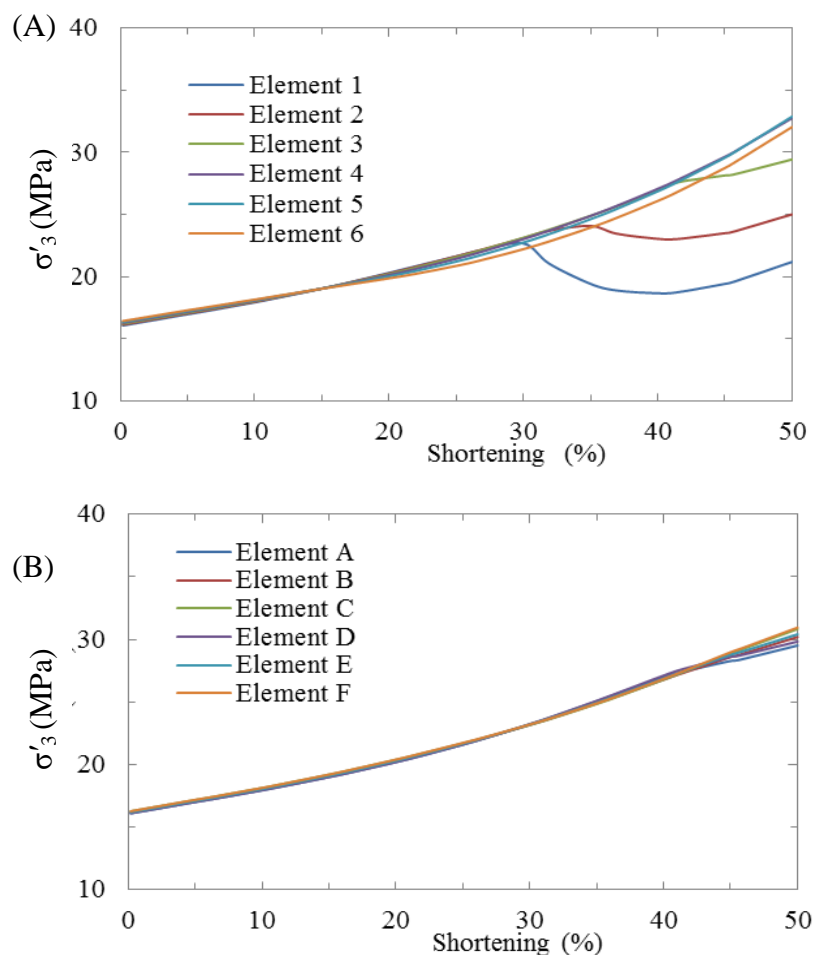 (A)
40
30
20
10
σ′3 (MPa)
Element 1
Element 2
Element 3
Element 4
Element 5
Element 6
0 10 20 30 40 50
Shortening (%)
(B)
40
30
20
10
σ′3 (MPa)
Element A
Element B
Element C
Element D
Element E
Element F
0 10 20 30 40 50
Shortening (%)